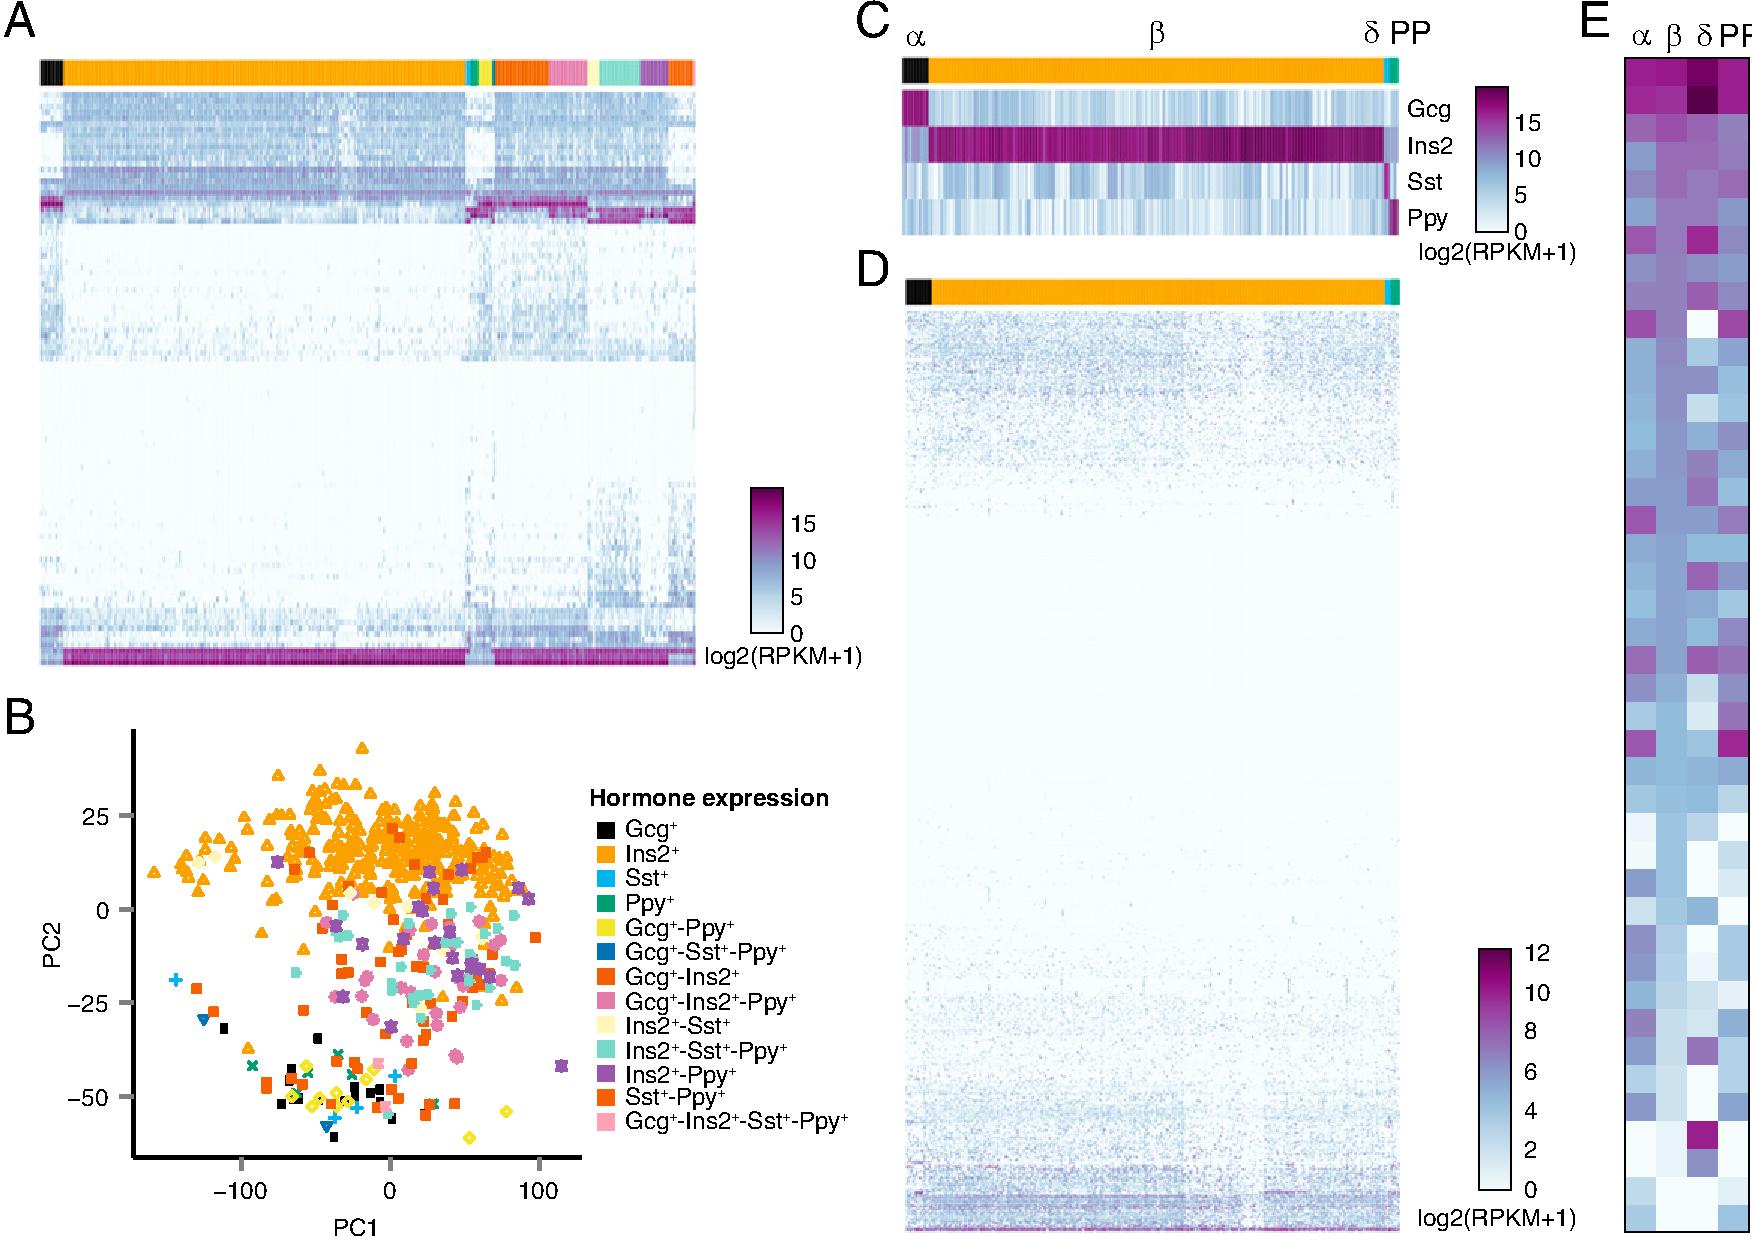 A
15
10
5
0
log2(RPKM+1)
B
25
0
−25
−50
PC2
−100
0
100
PC1
Hormone expression
Gcg+
Ins2+
Sst+
Ppy+
Gcg+-Ppy+
Gcg+-Sst+-Ppy+
Gcg+-Ins2+
Gcg+-Ins2+-Ppy+
Ins2+-Sst+
Ins2+-Sst+-Ppy+
Ins2+-Ppy+
Sst+-Ppy+
Gcg+-Ins2+-Sst+-Ppy+
C
α β δ PP
Gcg
Ins2
Sst
Ppy
15
10
5
0
log2(RPKM+1)
D
12
10
8
6
4
2
0
log2(RPKM+1)
E
α β δ PP